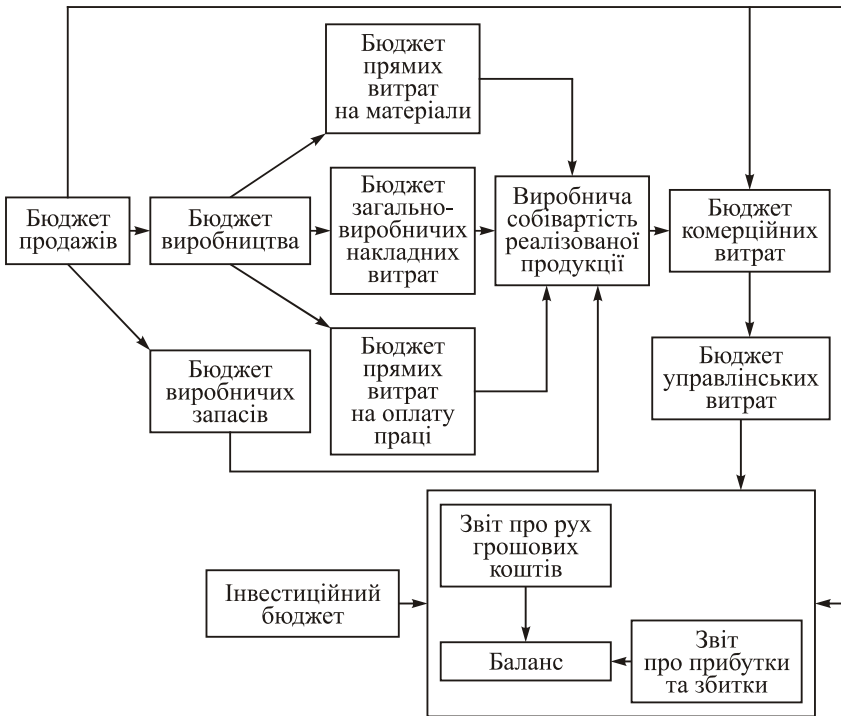 Бюджет
прямих
витрат
на матеріали
Бюджет
продажів
Бюджет
виробництва
Бюджет
загально-
виробничих
накладних
витрат
Виробнича
собівартість
реалізованої
продукції
Бюджет
комерційних
витрат
Бюджет
виробничих
запасів
Бюджет
прямих
витрат
на оплату
праці
Бюджет
управлінських
витрат
Звіт про рух
грошових
коштів
Інвестиційний
бюджет
Баланс
Звіт
про прибутки
та збитки